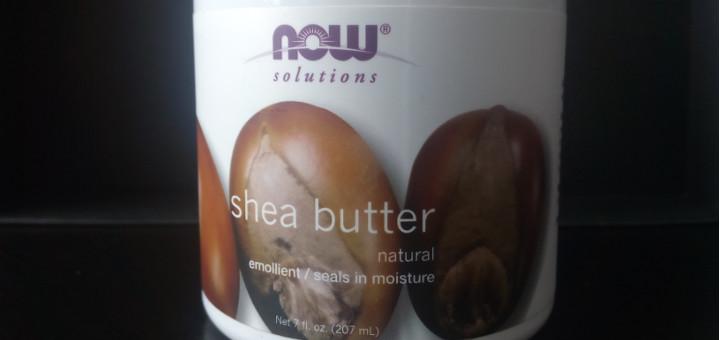 NOW®
solutions
shea butter
natural
emollient / seals in moisture
Net 7 fl. oz. (207 mL)